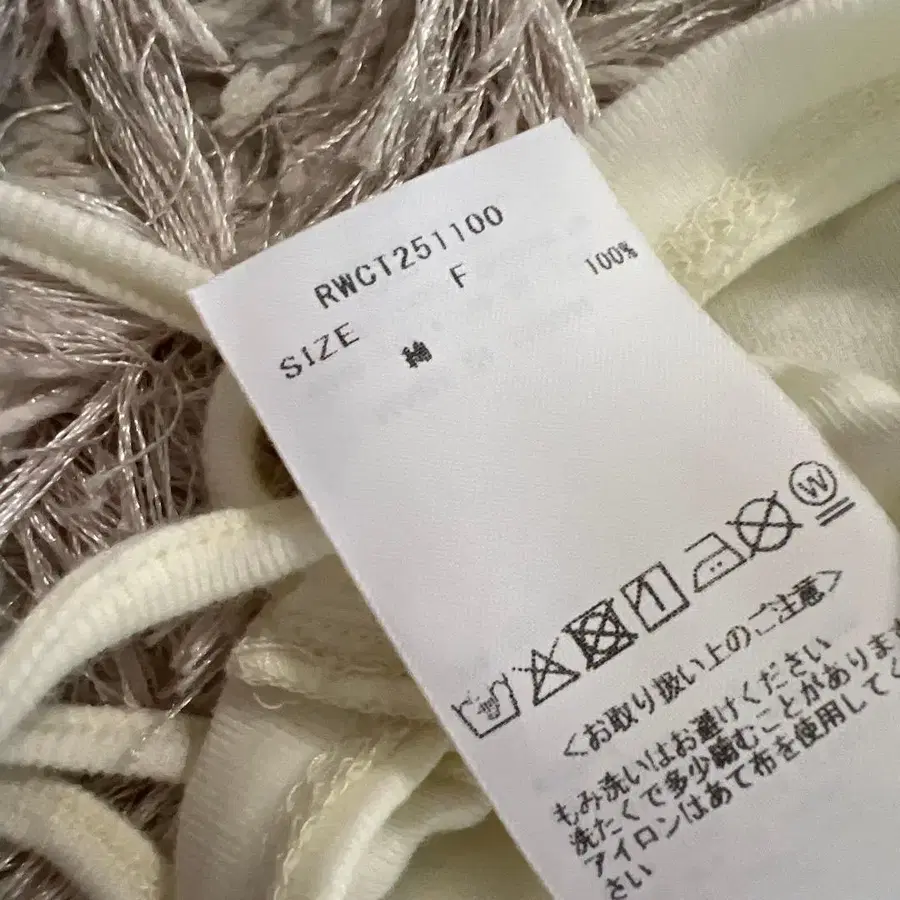 RWCT251100
SIZE F
綿 100%
W
<お取り扱い上のご注意>
もみ洗いはお避けください
洗たくで多少縮むことがあります
アイロンはあて布を使用してく
さい